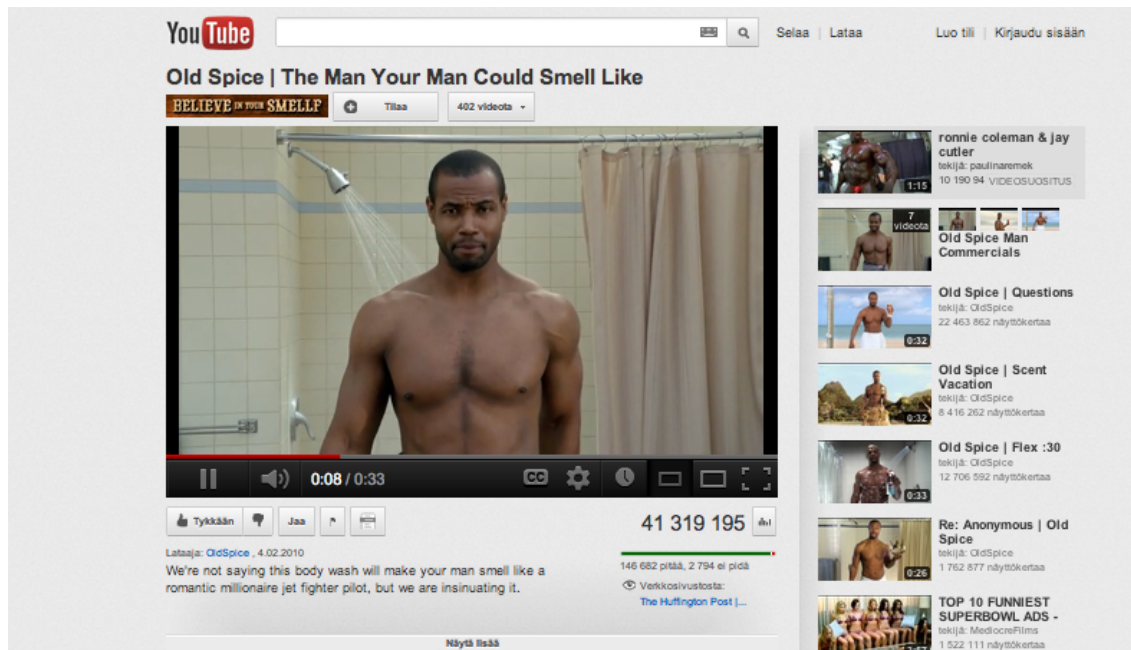 YouTube
Selaa | Lataa
Luo tili | Kirjaudu sisään
Old Spice | The Man Your Man Could Smell Like
BELIEVE IN YOUR SMELLF
Tilaa
402 videota
0:08 / 0:33
CC
Tykkään
Jaa
41 319 195
Lataaja: OldSpice , 4.02.2010
We're not saying this body wash will make your man smell like a
romantic millionaire jet fighter pilot, but we are insinuating it.
146 682 pitää, 2 794 ei pidä
Verkkosivustosta:
The Huffington Post |...
Näytä lisää
1:15
ronnie coleman & jay
cutler
tekijä: paulinaremek
10 190 94 VIDEOSUOSITUS
7
videota
Old Spice Man
Commercials
0:32
Old Spice | Questions
tekijä: OldSpice
22 463 862 näyttökertaa
0:32
Old Spice | Scent
Vacation
tekijä: OldSpice
8 416 262 näyttökertaa
0:33
Old Spice | Flex :30
tekijä: OldSpice
12 706 592 näyttökertaa
0:26
Re: Anonymous | Old
Spice
tekijä: OldSpice
1 762 877 näyttökertaa
TOP 10 FUNNIEST
SUPERBOWL ADS -
tekijä: MediocreFilms
1 522 111 näyttökertaa